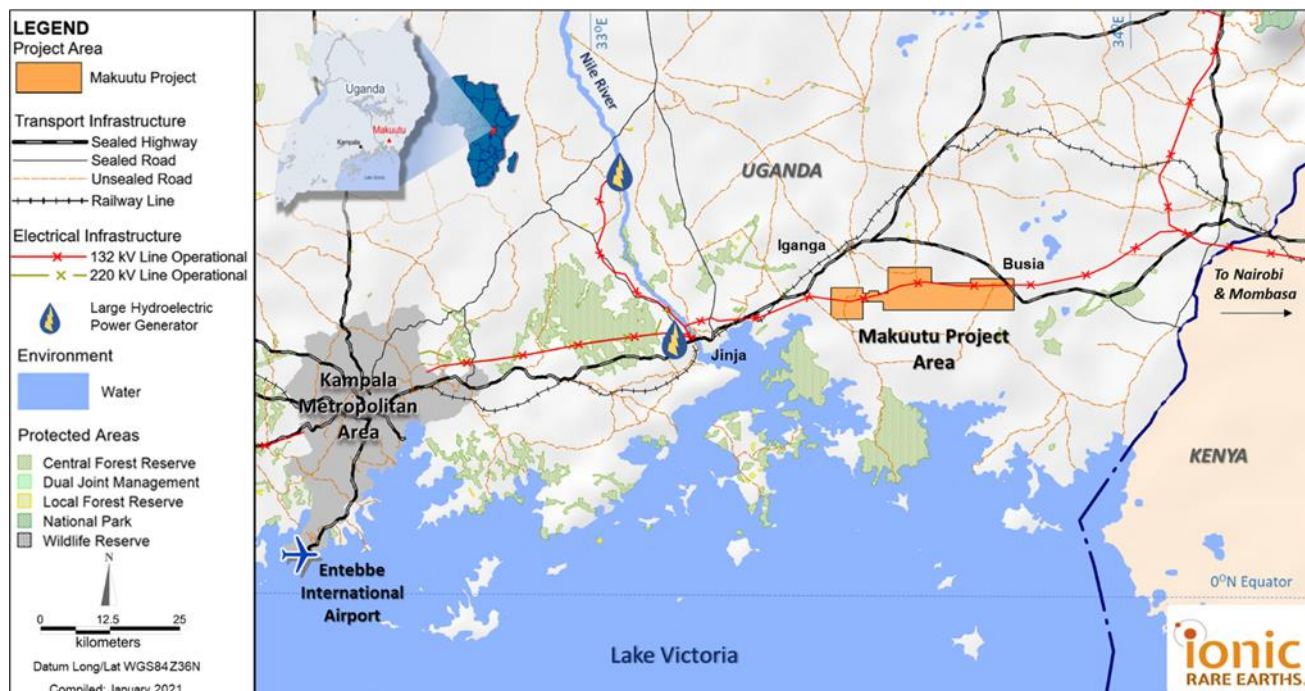 LEGEND
Project Area
Makuutu Project
Transport Infrastructure
Sealed Highway
Sealed Road
Unsealed Road
Railway Line
Electrical Infrastructure
132 kV Line Operational
220 kV Line Operational
Large Hydroelectric
Power Generator
Environment
Water
Protected Areas
Central Forest Reserve
Dual Joint Management
Local Forest Reserve
National Park
Wildlife Reserve
N
0 12.5 25
kilometers
Datum Long/Lat WGS84 Z36N
Compiled: January 2021
Uganda
Makuutu
Kampala
33°E
34°E
Nile River
UGANDA
Iganga
Busia
To Nairobi
& Mombasa
Jinja
Makuutu Project
Area
Kampala
Metropolitan
Area
KENYA
Entebbe
International
Airport
0°N Equator
Lake Victoria
ionic
RARE EARTHS